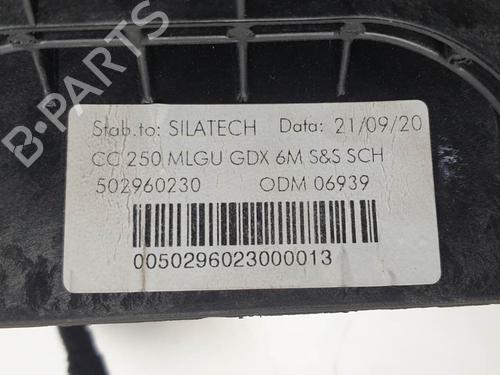 B-PARTS
Stab.to: SILATECH Data: 21/09/20
CC 250 MLGU GDX 6M S&S SCH
502960230 ODM 06939
0050296023000013